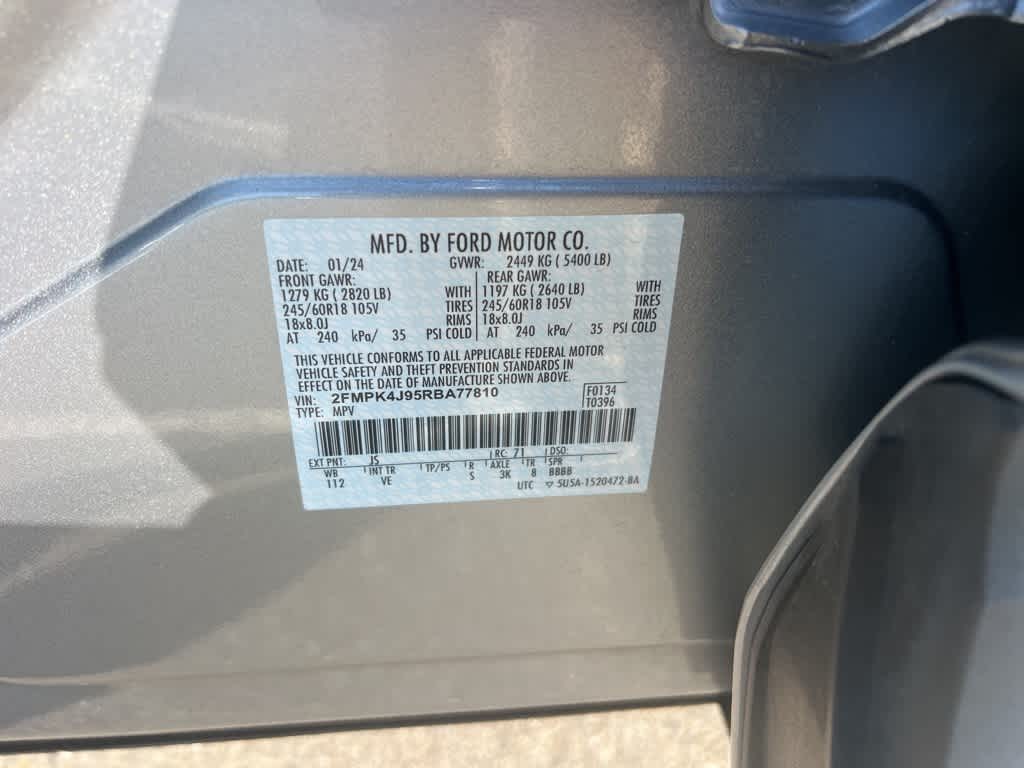 MFD. BY FORD MOTOR CO.
DATE: 01/24 GVWR: 2449 KG ( 5400 LB)
FRONT GAWR: REAR GAWR:
1279 KG ( 2820 LB) WITH 1197 KG ( 2640 LB) WITH
245/60R18 105V TIRES 245/60R18 105V TIRES
18x8.0J RIMS 18x8.0J RIMS
AT 240 kPa/ 35 PSI COLD AT 240 kPa/ 35 PSI COLD
THIS VEHICLE CONFORMS TO ALL APPLICABLE FEDERAL MOTOR
VEHICLE SAFETY AND THEFT PREVENTION STANDARDS IN
EFFECT ON THE DATE OF MANUFACTURE SHOWN ABOVE.
VIN: 2FMPK4J95RBA77810 F0134
TYPE: MPV T0396
EXT PNT: JS RC: 71 DSO:
WB INT TR TP/PS R AXLE TR SPR
112 VE S 3K 8 BBBB
UTC ▽ 5U5A-1520472-BA